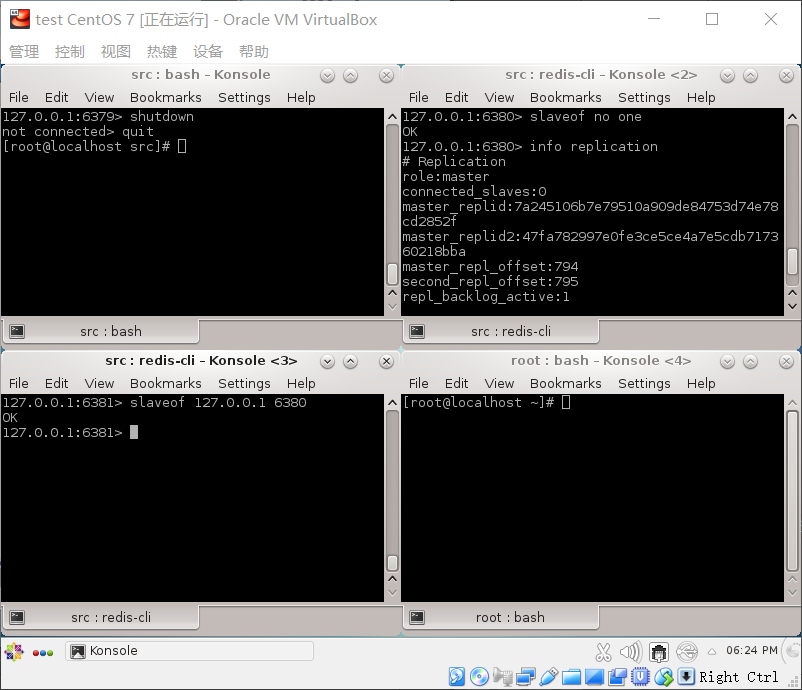 test CentOS 7 [正在运行] - Oracle VM VirtualBox
管理 控制 视图 热键 设备 帮助
src : bash – Konsole
File Edit View Bookmarks Settings Help
127.0.0.1:6379> shutdown
not connected> quit
[root@localhost src]#
src : bash
src : redis-cli – Konsole <2>
File Edit View Bookmarks Settings Help
127.0.0.1:6380> slaveof no one
OK
127.0.0.1:6380> info replication
# Replication
role:master
connected_slaves:0
master_replid:7a245106b7e79510a909de84753d74e78
cd2852f
master_replid2:47fa782997e0fe3ce5ce4a7e5cdb7173
60218bba
master_repl_offset:794
second_repl_offset:795
repl_backlog_active:1
src : redis-cli
src : redis-cli – Konsole <3>
File Edit View Bookmarks Settings Help
127.0.0.1:6381> slaveof 127.0.0.1 6380
OK
127.0.0.1:6381>
src : redis-cli
root : bash – Konsole <4>
File Edit View Bookmarks Settings Help
[root@localhost ~]#
root : bash
Konsole
06:24 PM
Right Ctrl